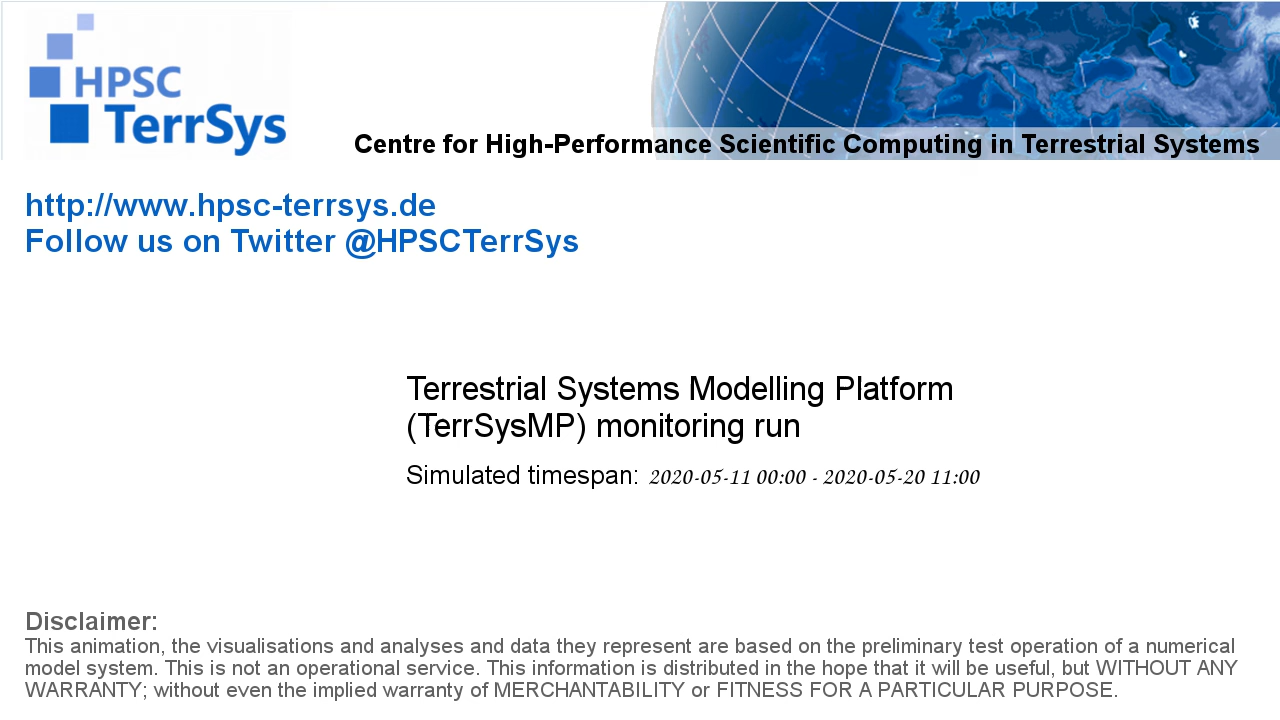 HPSC
TerrSys
Centre for High-Performance Scientific Computing in Terrestrial Systems
http://www.hpsc-terrsys.de
Follow us on Twitter @HPSCTerrSys
Terrestrial Systems Modelling Platform
(TerrSysMP) monitoring run
Simulated timespan: 2020-05-11 00:00 - 2020-05-20 11:00
Disclaimer:
This animation, the visualisations and analyses and data they represent are based on the preliminary test operation of a numerical
model system. This is not an operational service. This information is distributed in the hope that it will be useful, but WITHOUT ANY
WARRANTY; without even the implied warranty of MERCHANTABILITY or FITNESS FOR A PARTICULAR PURPOSE.